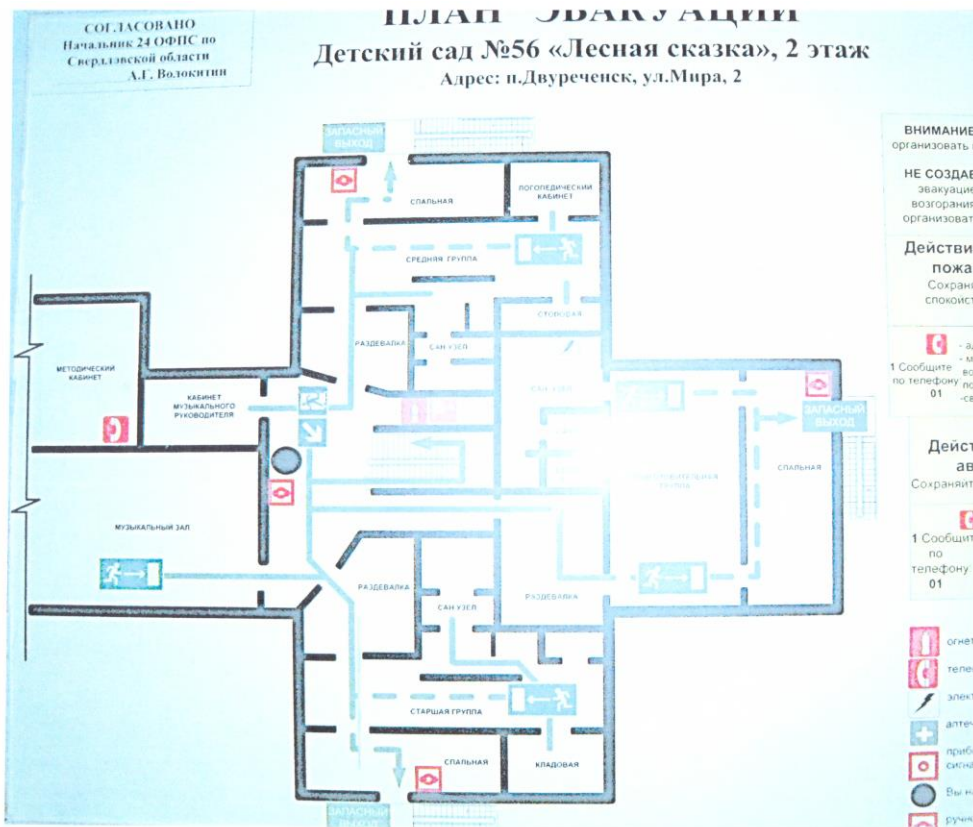 СОГЛАСОВАНО
Начальник 24 ОФПС по
Свердловской области
А.Г. Волокитин
ПЛАН ЭВАКУАЦИИ
Детский сад №56 «Лесная сказка», 2 этаж
Адрес: п.Двуреченск, ул.Мира, 2
ЗАПАСНЫЙ
ВЫХОД
СПАЛЬНАЯ
ЛОГОПЕДИЧЕСКИЙ
КАБИНЕТ
СРЕДНЯЯ ГРУППА
РАЗДЕВАЛКА
САН УЗЕЛ
МЕТОДИЧЕСКИЙ
КАБИНЕТ
КАБИНЕТ
МУЗЫКАЛЬНОГО
РУКОВОДИТЕЛЯ
САН УЗЕЛ
ЗАПАСНЫЙ
ВЫХОД
СПАЛЬНАЯ
ГРУППА
МУЗЫКАЛЬНЫЙ ЗАЛ
РАЗДЕВАЛКА
САН УЗЕЛ
РАЗДЕВАЛКА
СТАРШАЯ ГРУППА
СПАЛЬНАЯ
КЛАДОВАЯ
ЗАПАСНЫЙ
ВЫХОД
ВНИМАНИЕ
организовать
НЕ СОЗДАВ
эвакуацие
возгорания
организоват
Действи
пожа
Сохраня
спокойст
1 Сообщите
по телефону
01
Дейст
ав
Сохраняйт
1 Сообщит
по
телефону
01
огнет
теле
элект
аптеч
приб
сигна
Вы н
ручн